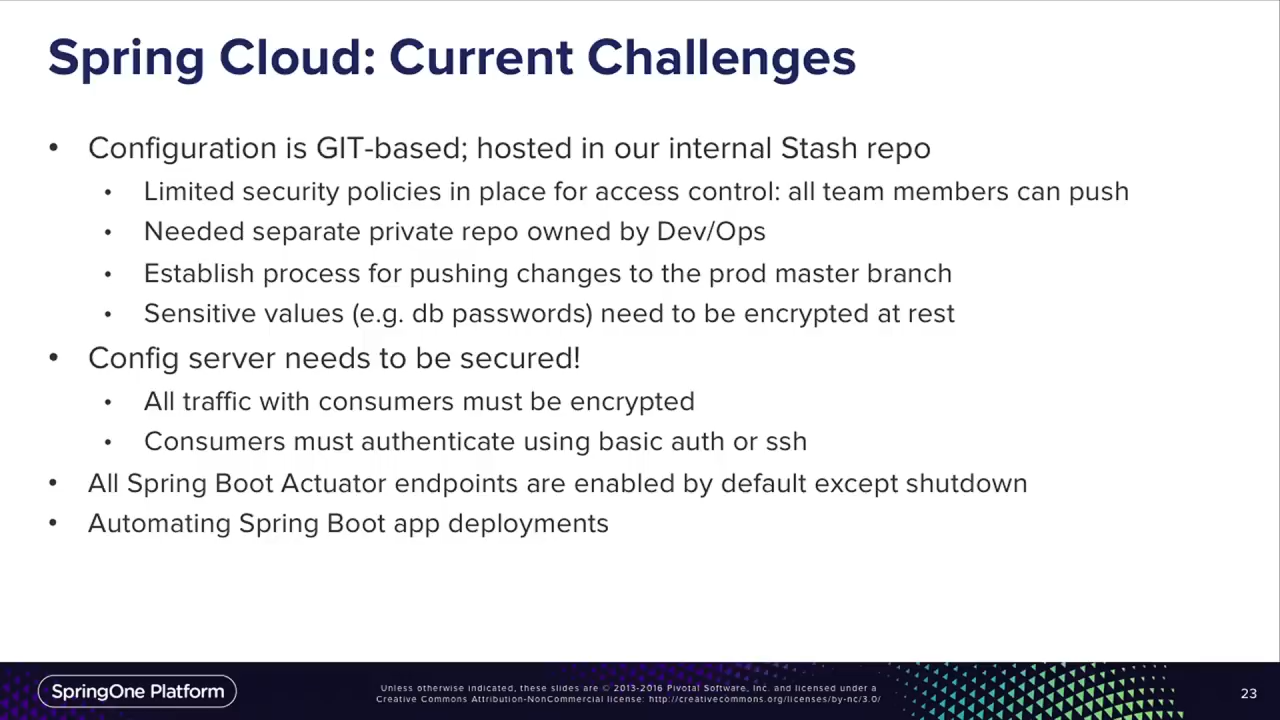 Spring Cloud: Current Challenges
• Configuration is GIT-based; hosted in our internal Stash repo
• Limited security policies in place for access control: all team members can push
• Needed separate private repo owned by Dev/Ops
• Establish process for pushing changes to the prod master branch
• Sensitive values (e.g. db passwords) need to be encrypted at rest
• Config server needs to be secured!
• All traffic with consumers must be encrypted
• Consumers must authenticate using basic auth or ssh
• All Spring Boot Actuator endpoints are enabled by default except shutdown
• Automating Spring Boot app deployments
SpringOne Platform
Unless otherwise indicated, these slides are © 2013-2016 Pivotal Software, Inc. and licensed under a
Creative Commons Attribution-NonCommercial license: http://creativecommons.org/licenses/by-nc/3.0/
23